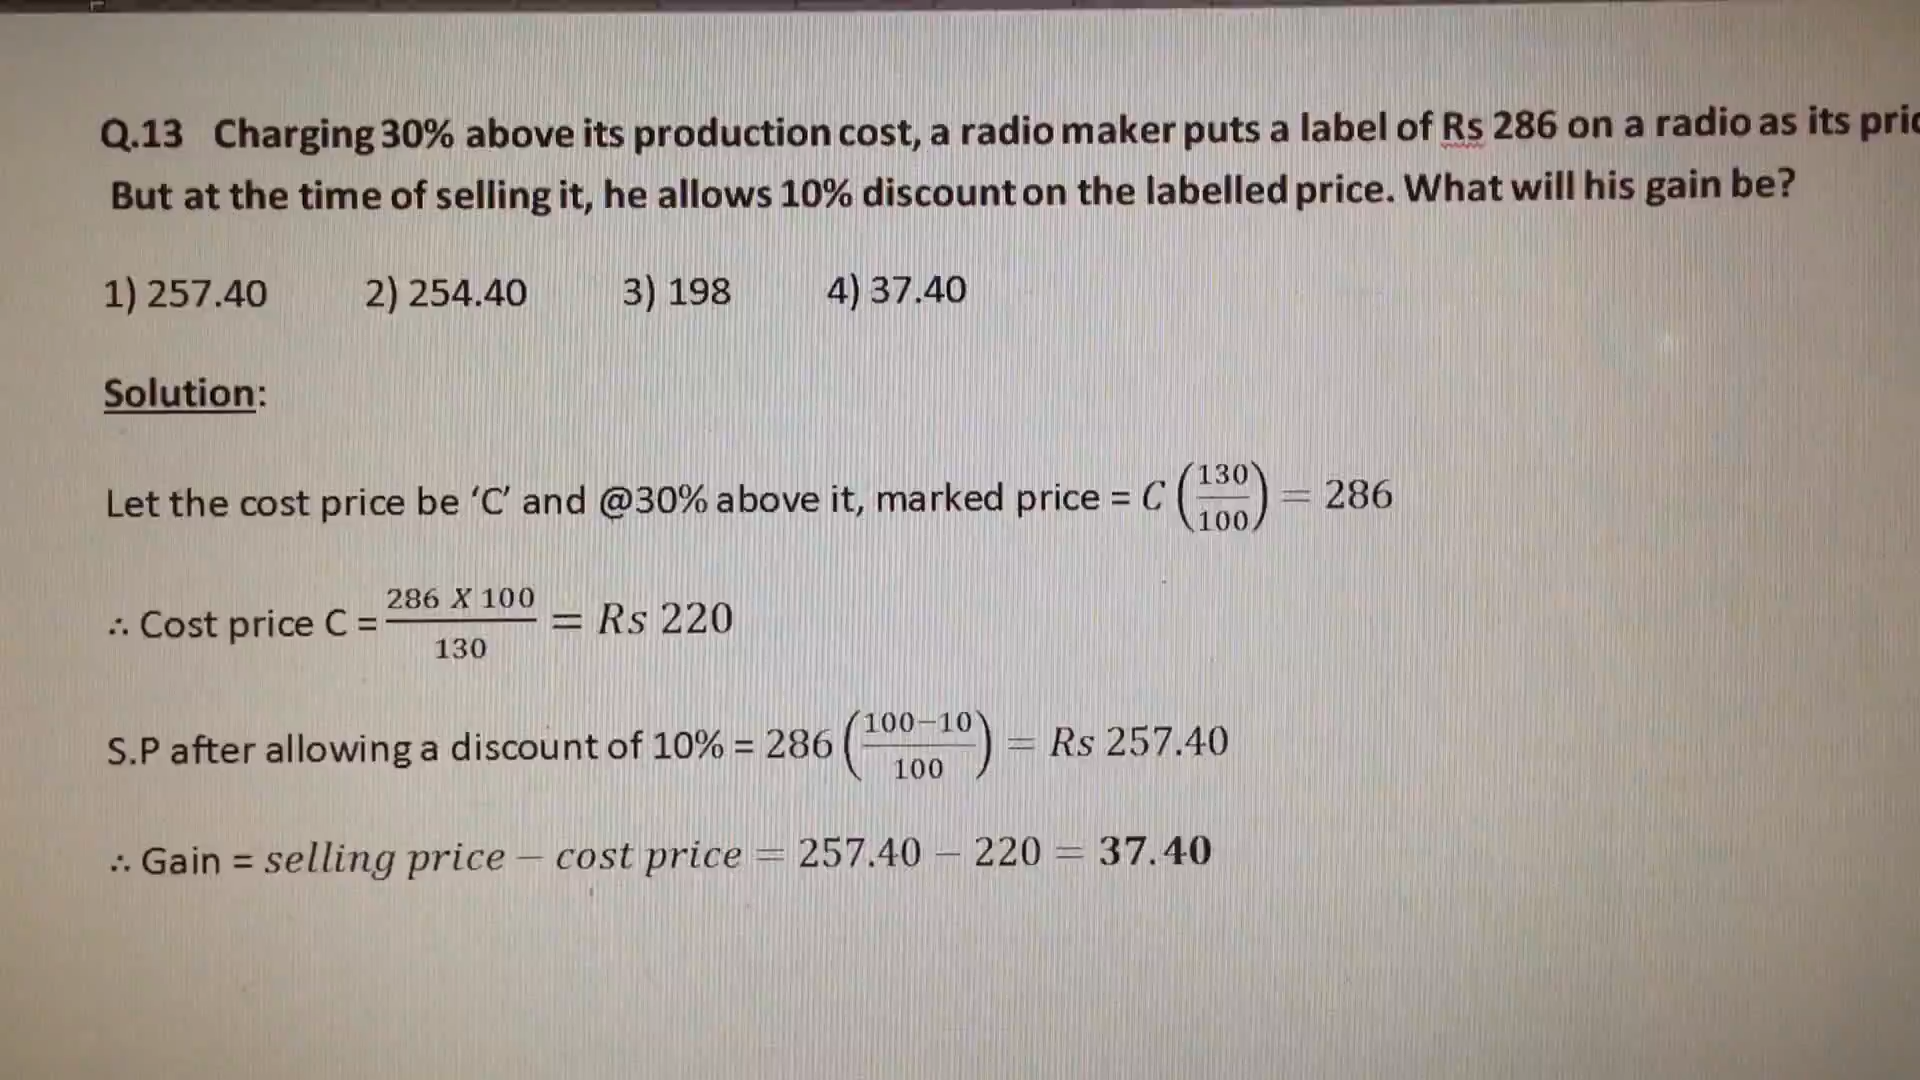 Q.13 Charging 30% above its production cost, a radio maker puts a label of Rs 286 on a radio as its
But at the time of selling it, he allows 10% discount on the labelled price. What will his gain be?
1) 257.40 2) 254.40 3) 198 4) 37.40
Solution:
Let the cost price be ‘C’ and @30% above it, marked price = C (130/100) = 286
∴ Cost price C = 286 X 100 / 130 = Rs 220
S.P after allowing a discount of 10% = 286 (100−10/100) = Rs 257.40
∴ Gain = selling price − cost price = 257.40 − 220 = 37.40